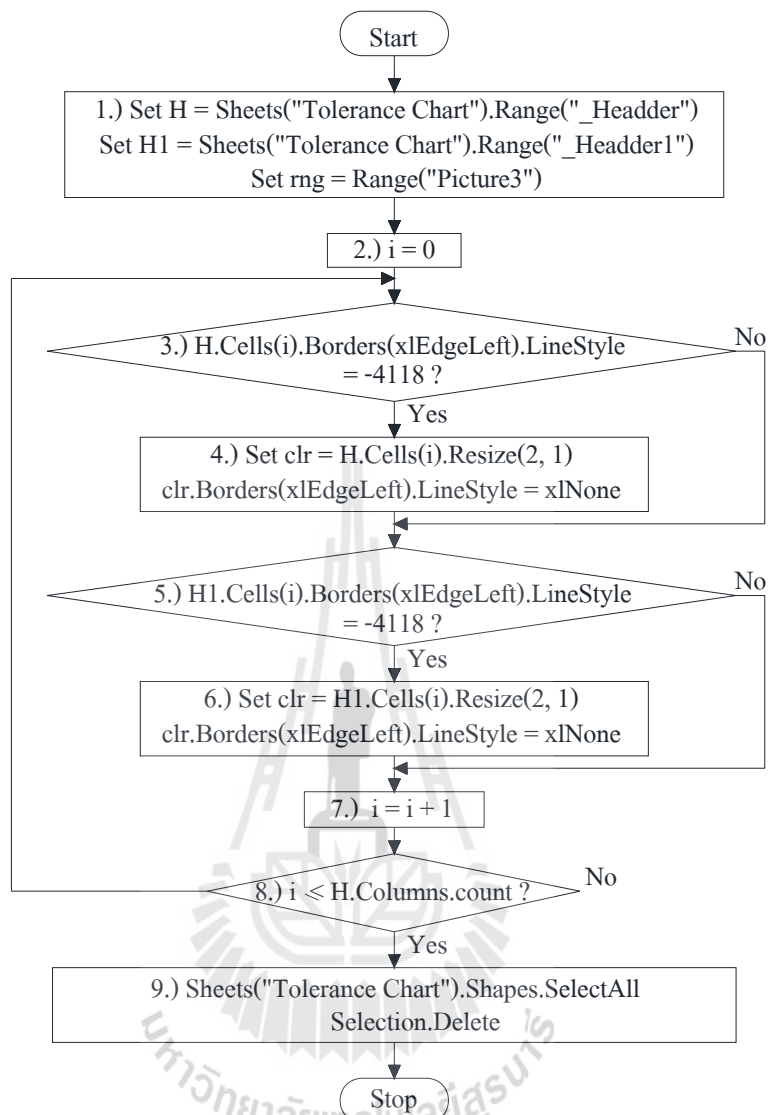 Start
1.) Set H = Sheets("Tolerance Chart").Range("_Headder")
Set H1 = Sheets("Tolerance Chart").Range("_Headder1")
Set rng = Range("Picture3")
2.) i = 0
3.) H.Cells(i).Borders(xlEdgeLeft).LineStyle
= -4118 ?
No
Yes
4.) Set clr = H.Cells(i).Resize(2, 1)
clr.Borders(xlEdgeLeft).LineStyle = xlNone
5.) H1.Cells(i).Borders(xlEdgeLeft).LineStyle
= -4118 ?
No
Yes
6.) Set clr = H1.Cells(i).Resize(2, 1)
clr.Borders(xlEdgeLeft).LineStyle = xlNone
7.) i = i + 1
8.) i < H.Columns.count ?
No
Yes
9.) Sheets("Tolerance Chart").Shapes.SelectAll
Selection.Delete
Stop